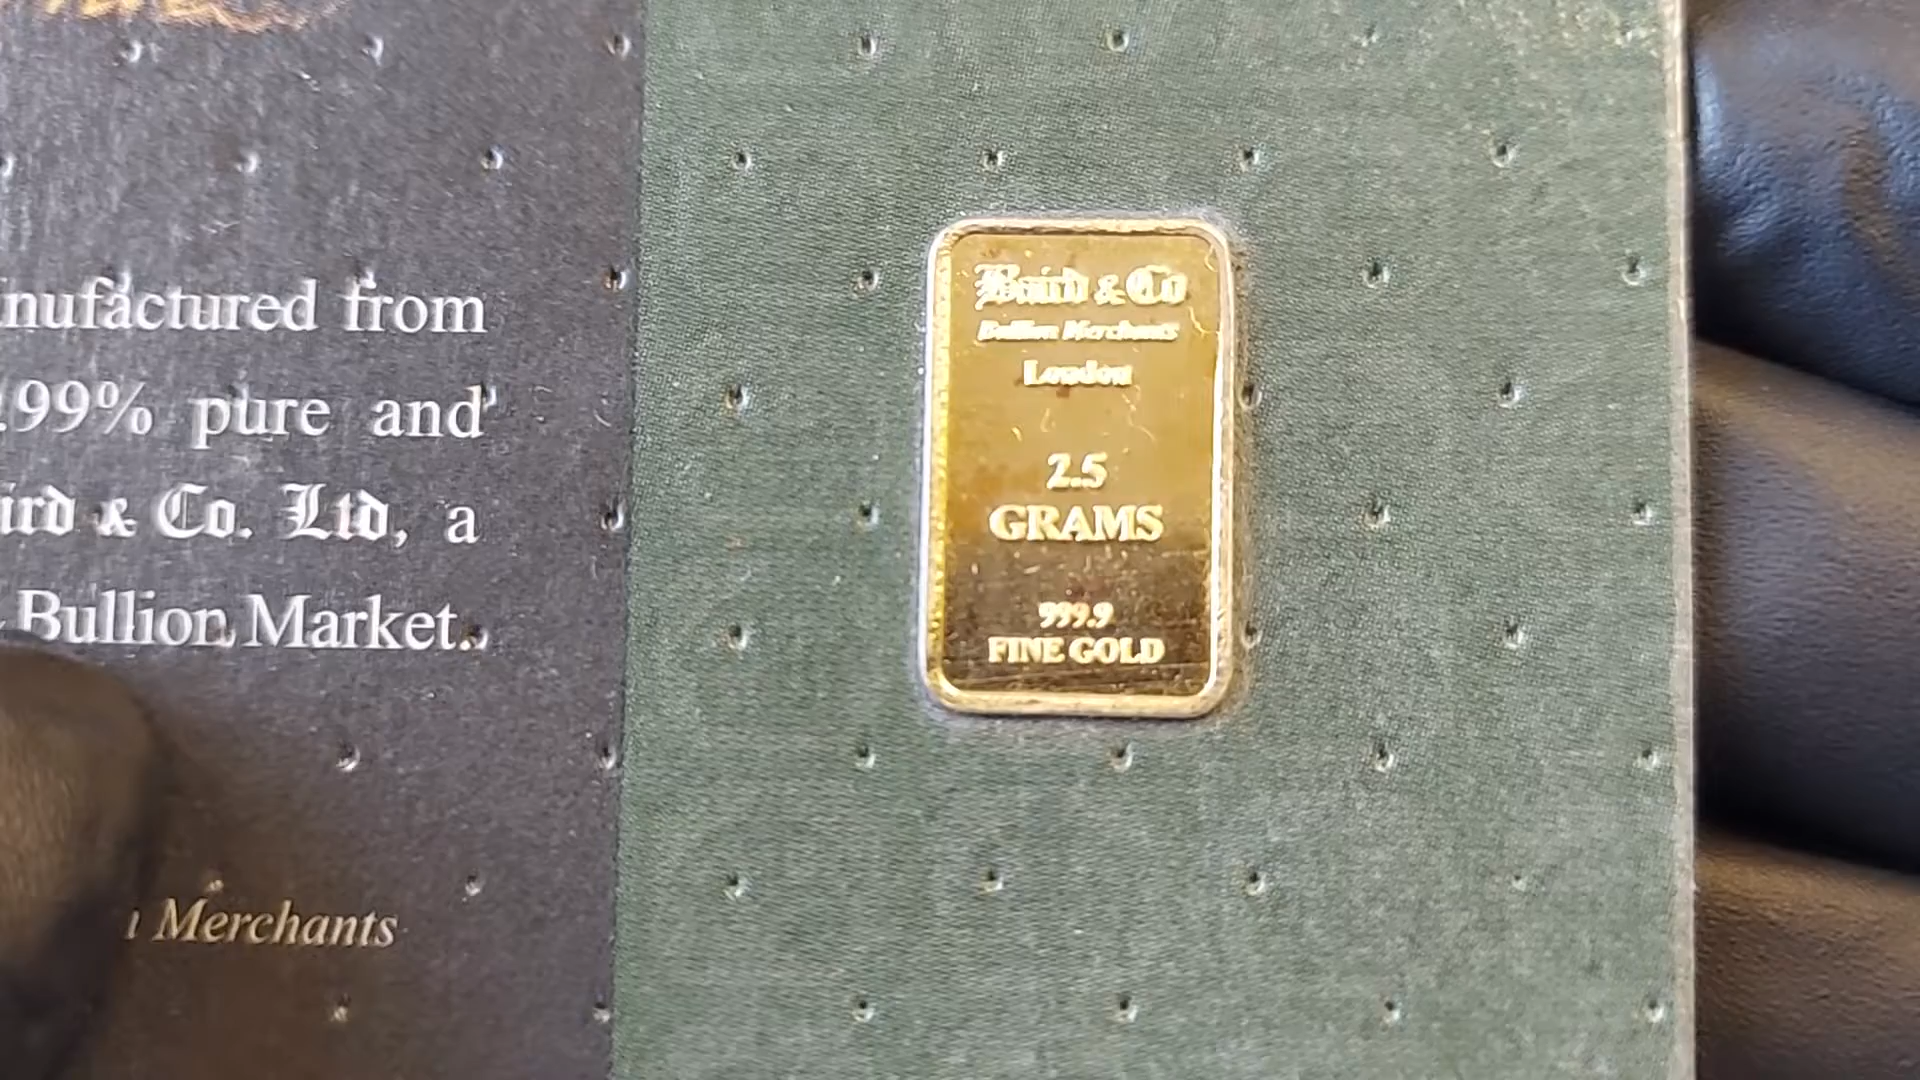 nufactured from
.99% pure and
ird & Co. Ltd, a
Bullion Market.
Merchants
Baird & Co
Bullion Merchants
London
2.5
GRAMS
999.9
FINE GOLD